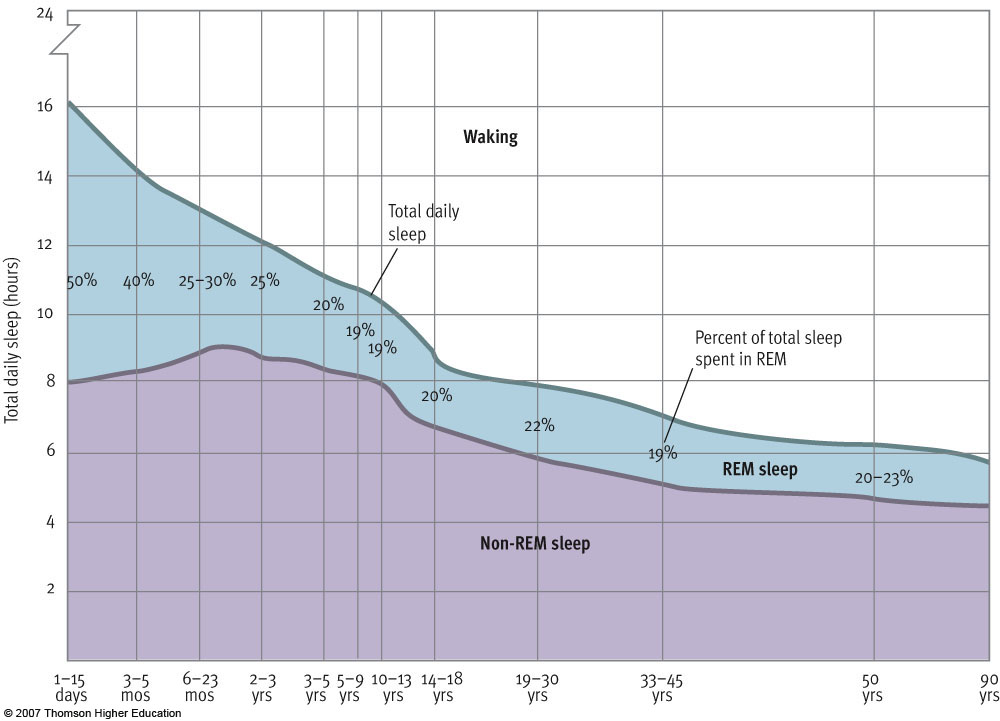 24
16
14
12
10
8
6
4
2
Total daily sleep (hours)
Waking
Total daily
sleep
50%
40%
25–30%
25%
20%
19%
19%
20%
22%
Percent of total sleep
spent in REM
19%
REM sleep
20–23%
Non-REM sleep
1–15
days
3–5
mos
6–23
mos
2–3
yrs
3–5
yrs
5–9
yrs
10–13
yrs
14–18
yrs
19–30
yrs
33–45
yrs
50
yrs
90
yrs
© 2007 Thomson Higher Education